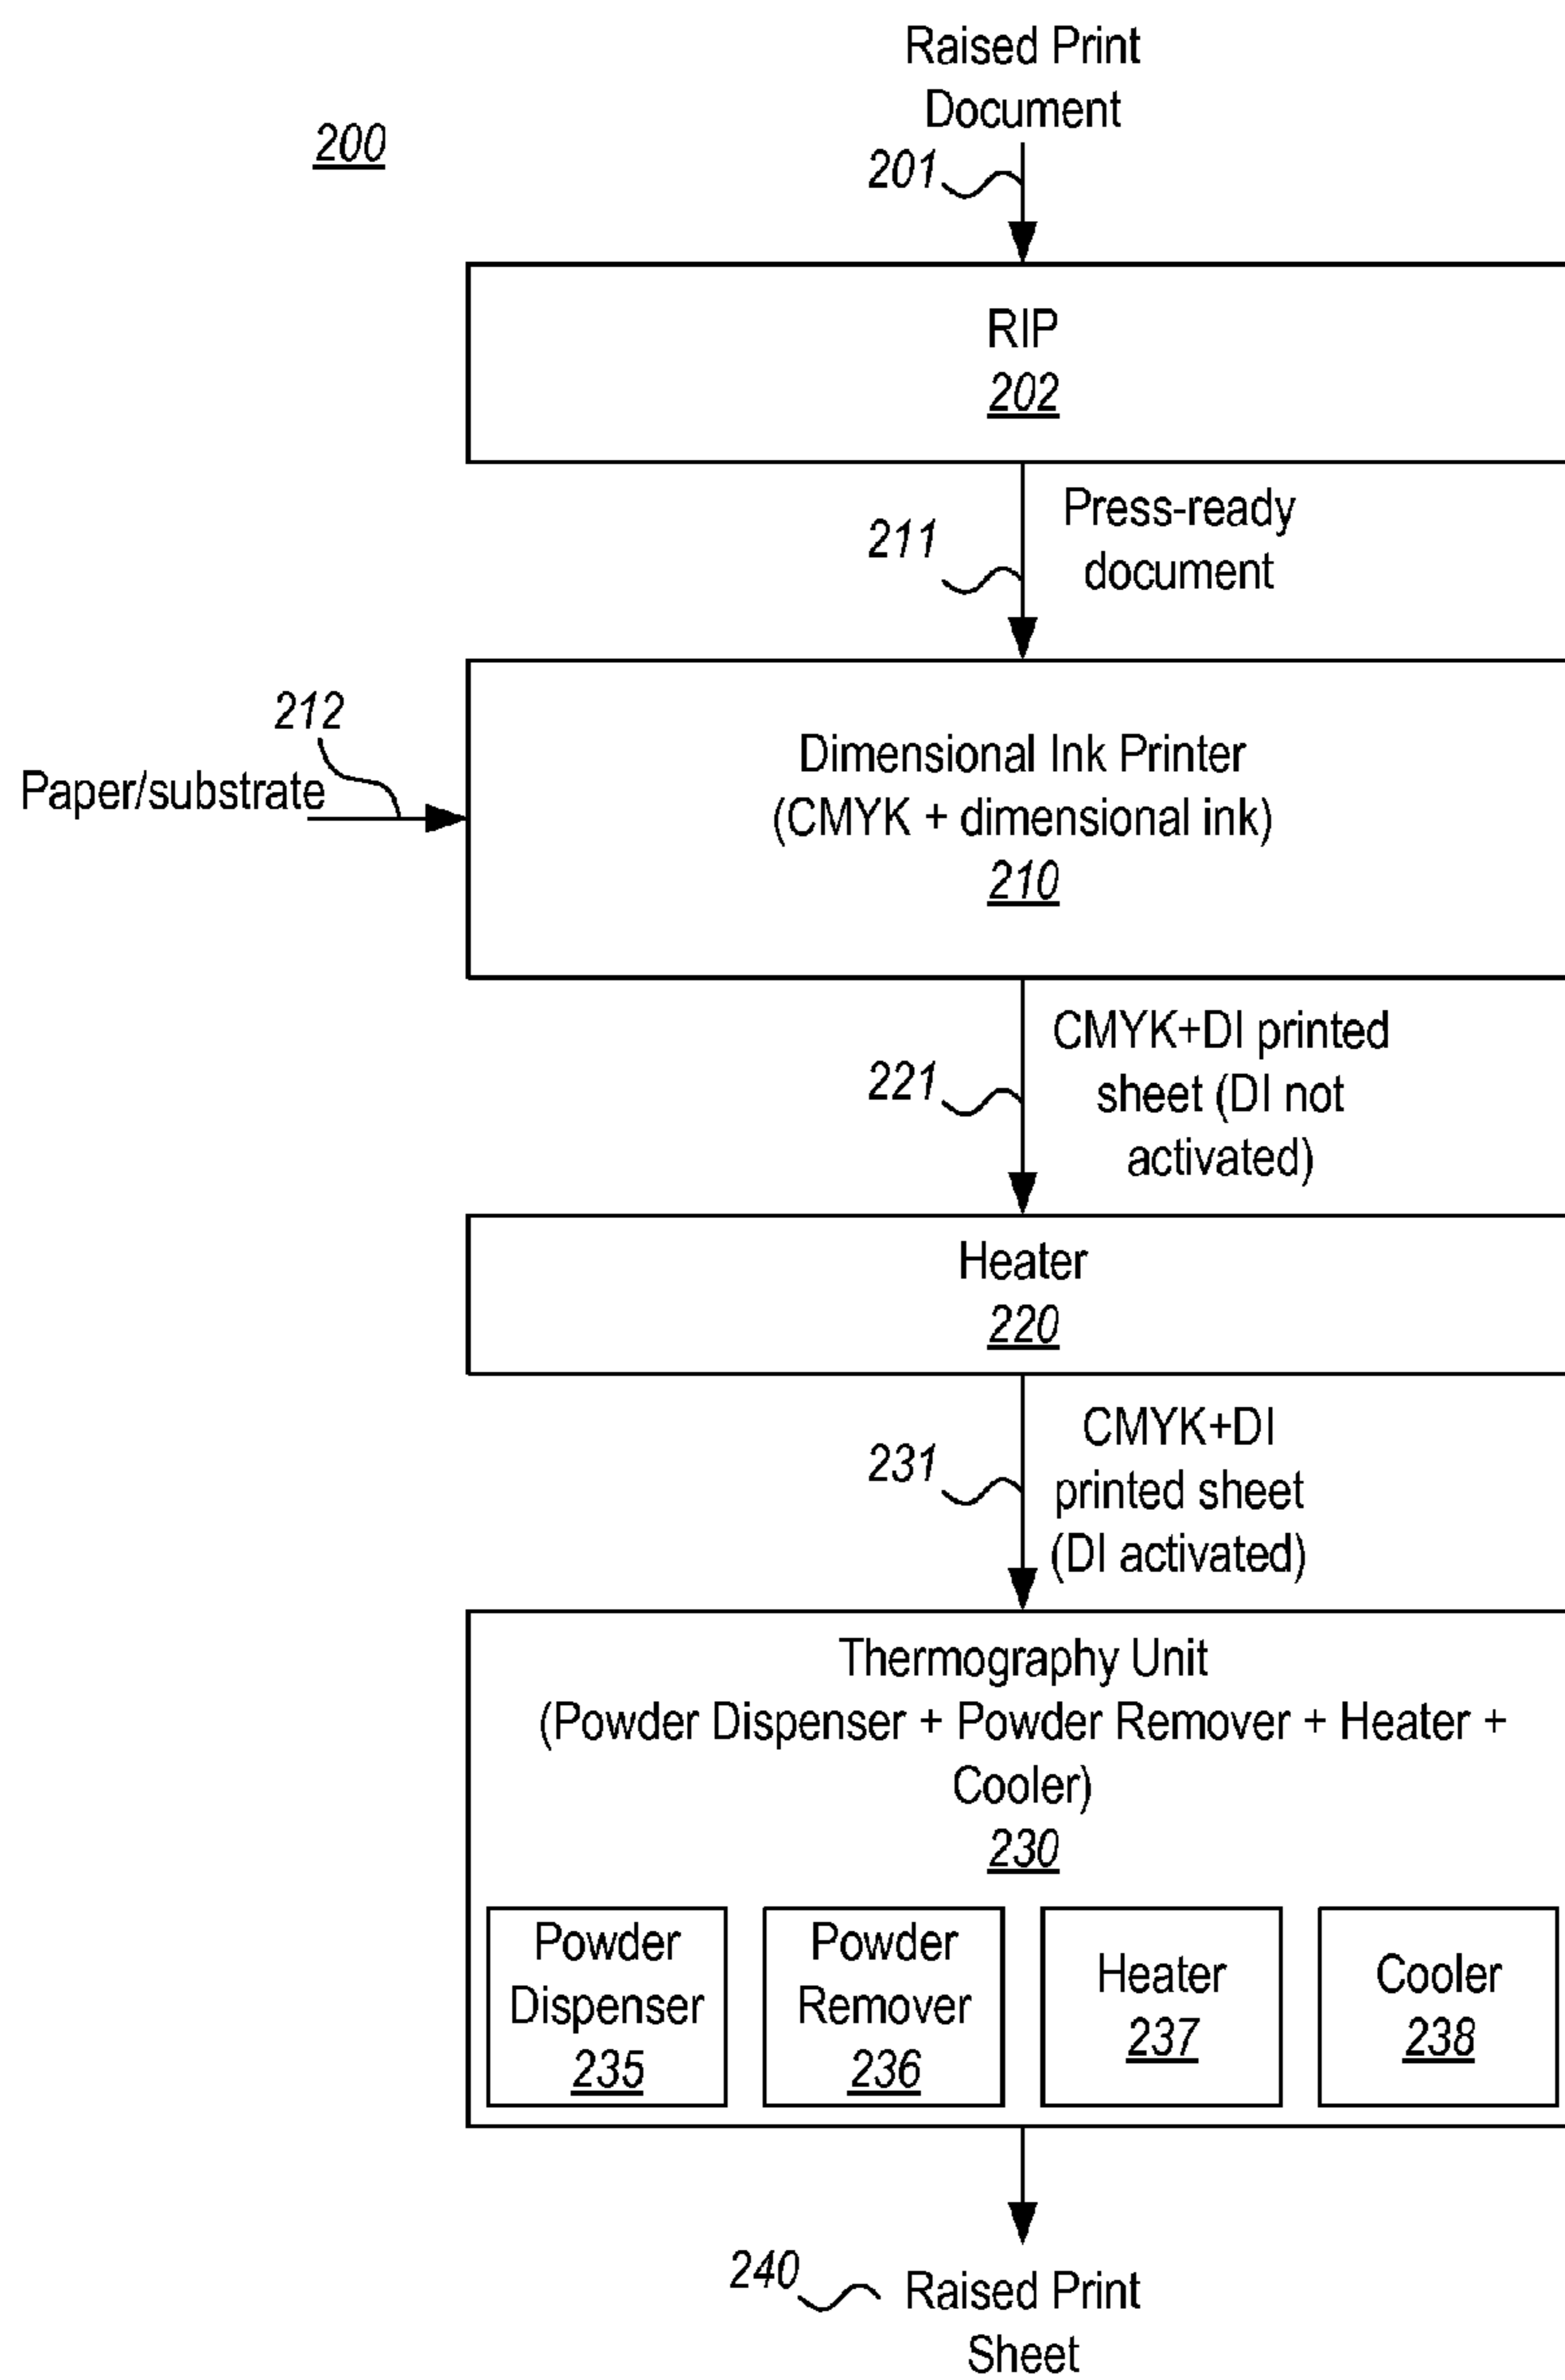 Raised Print
Document
200
201
RIP
202
211
Press-ready
document
212
Paper/substrate
Dimensional Ink Printer
(CMYK + dimensional ink)
210
221
CMYK+DI printed
sheet (DI not
activated)
Heater
220
231
CMYK+DI
printed sheet
(DI activated)
Thermography Unit
(Powder Dispenser + Powder Remover + Heater +
Cooler)
230
Powder
Dispenser
235
Powder
Remover
236
Heater
237
Cooler
238
240
Raised Print
Sheet